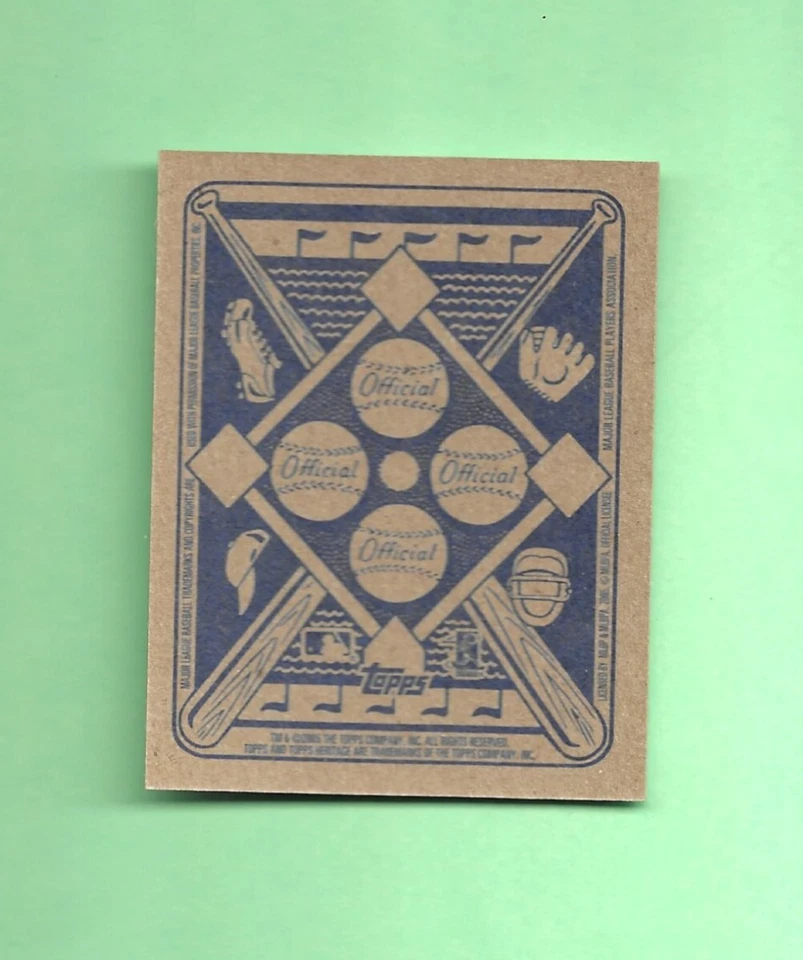 Official
Official
Official
Official
topps
TM & © 2005 THE TOPPS COMPANY, INC. ALL RIGHTS RESERVED.
TOPPS AND TOPPS HERITAGE ARE TRADEMARKS OF THE TOPPS COMPANY, INC.
MAJOR LEAGUE BASEBALL TRADEMARKS AND COPYRIGHTS ARE USED WITH PERMISSION OF MAJOR LEAGUE BASEBALL PROPERTIES, INC.
LICENSED BY MLBP & MLBPA, 2005. © MLBPA, OFFICIAL LICENSEE MAJOR LEAGUE BASEBALL PLAYERS ASSOCIATION.